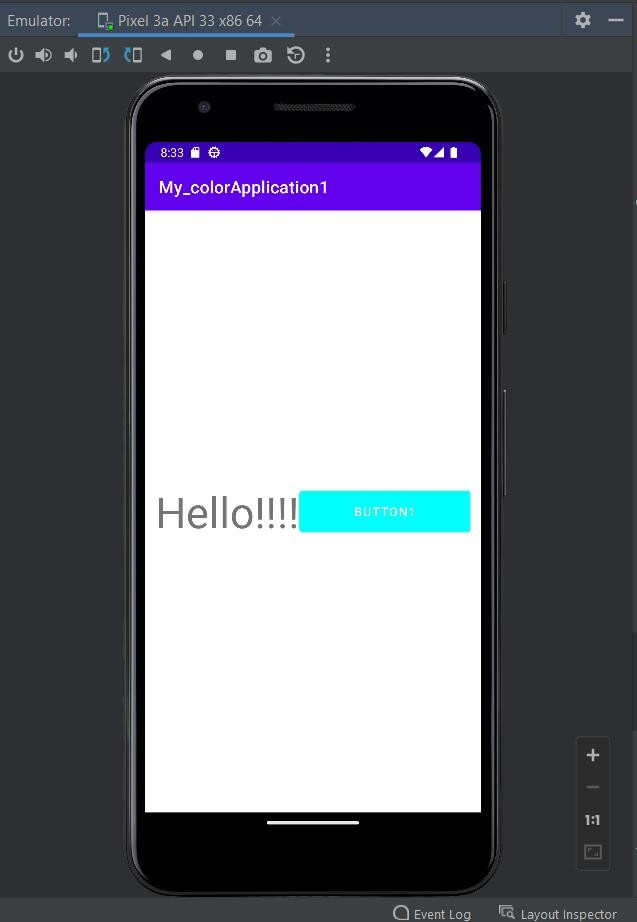 Emulator: Pixel 3a API 33 x86 64
8:33
My_colorApplication1
Hello!!!! BUTTON1
1:1
Event Log Layout Inspector